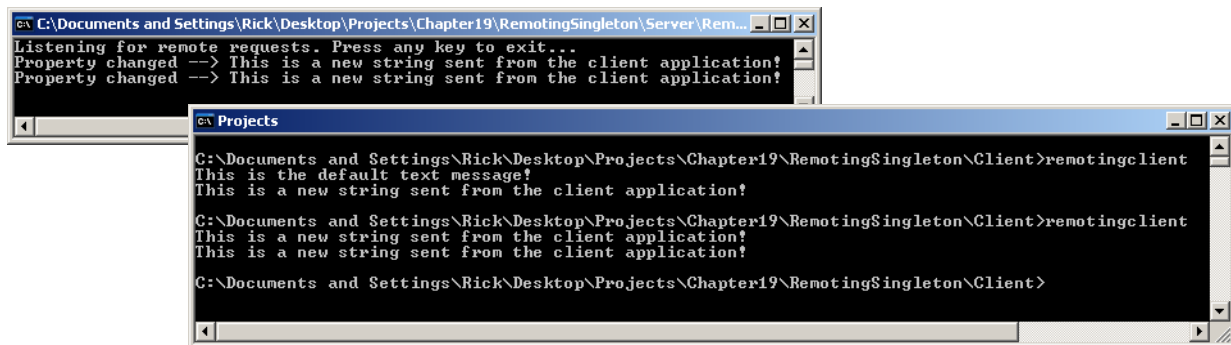 C:\Documents and Settings\Rick\Desktop\Projects\Chapter19\RemotingSingleton\Server\Rem...
Listening for remote requests. Press any key to exit...
Property changed --> This is a new string sent from the client application!
Property changed --> This is a new string sent from the client application!
Projects
C:\Documents and Settings\Rick\Desktop\Projects\Chapter19\RemotingSingleton\Client>remotingclient
This is the default text message!
This is a new string sent from the client application!
C:\Documents and Settings\Rick\Desktop\Projects\Chapter19\RemotingSingleton\Client>remotingclient
This is a new string sent from the client application!
This is a new string sent from the client application!
C:\Documents and Settings\Rick\Desktop\Projects\Chapter19\RemotingSingleton\Client>